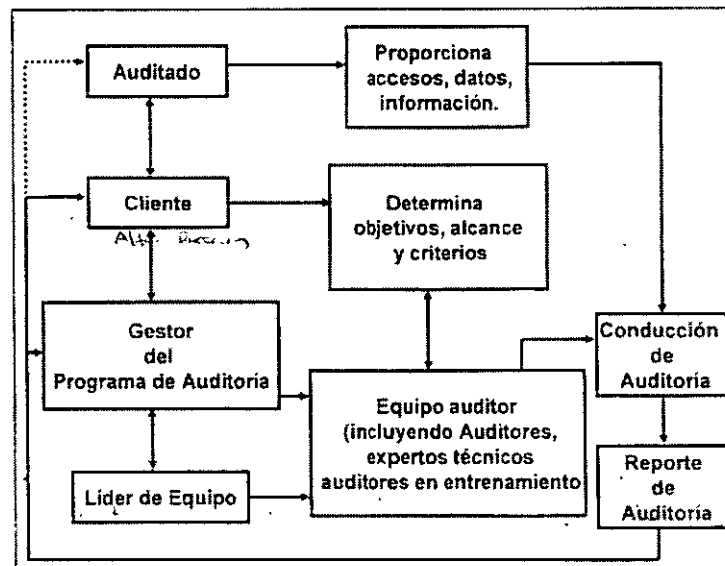 Auditado
Proporciona
accesos, datos,
información.
Cliente
Determina
objetivos, alcance
y criterios
Gestor
del
Programa de Auditoría
Conducción
de
Auditoría
Equipo auditor
(incluyendo Auditores,
expertos técnicos
auditores en entrenamiento
Líder de Equipo
Reporte
de
Auditoría